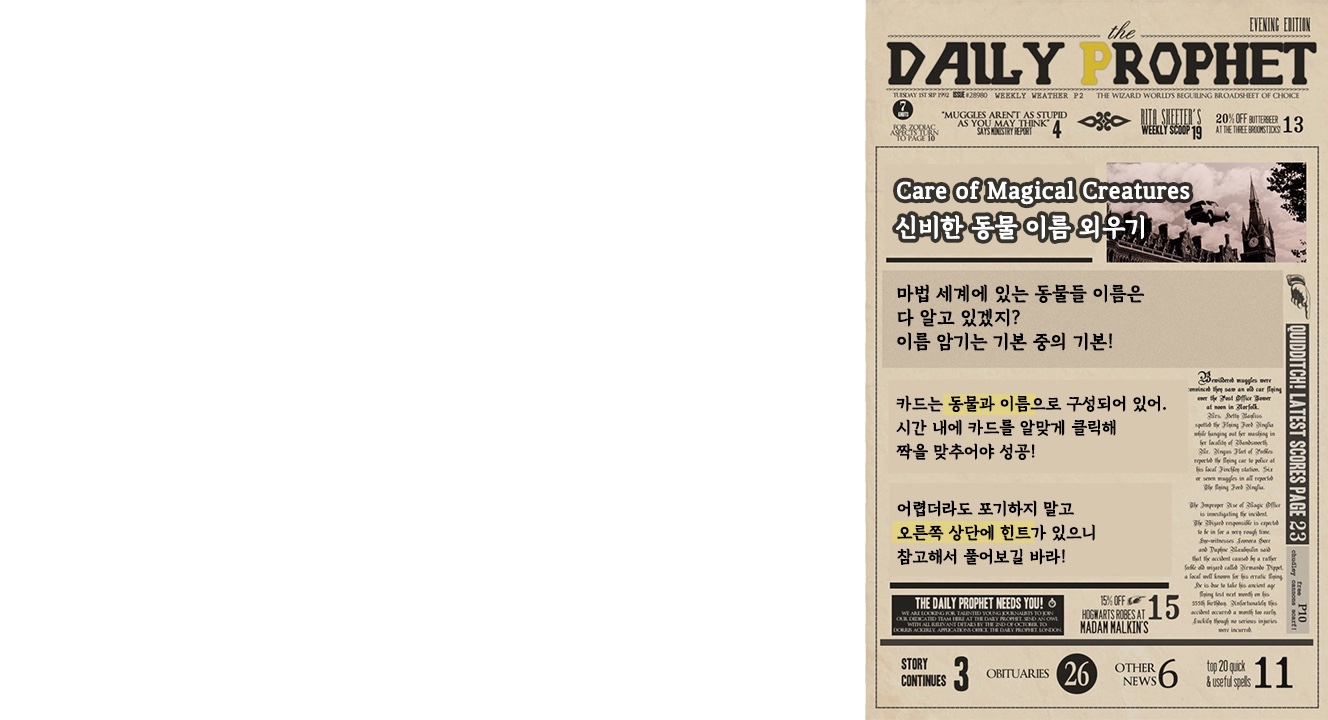 EVENING EDITION
the
DAILY PROPHET
TUESDAY 1ST SEP 1992 ISSUE #28980 WEEKLY WEATHER P2 THE WIZARD WORLD'S BEGUILING BROADSHEET OF CHOICE
7
KNUTS
FOR ZODIAC
ASPECTS TURN
TO PAGE 10
"MUGGLES AREN'T AS STUPID
AS YOU MAY THINK"
SAYS MINISTRY REPORT 4
RITA SKEETER'S
WEEKLY SCOOP 19
20% OFF BUTTERBEER
AT THE THREE BROOMSTICKS! 13
Care of Magical Creatures
신비한 동물 이름 외우기
마법 세계에 있는 동물들 이름은
다 알고 있겠지?
이름 암기는 기본 중의 기본!
카드는 동물과 이름으로 구성되어 있어.
시간 내에 카드를 알맞게 클릭해
짝을 맞추어야 성공!
어렵더라도 포기하지 말고
오른쪽 상단에 힌트가 있으니
참고해서 풀어보길 바라!
QUIDDITCH! LATEST SCORES PAGE 23
Bewildered muggles were
convinced they saw an old car flying
over the Post Office Tower
at noon in Norfolk.
Mrs. Hetty Bayliss
spotted the Flying Ford Anglia
while hanging out her washing in
her locality of Wandsworth.
Mr. Angus Fleet of Peebles
reported the flying car to police at
his local Finchley station. Six
or seven muggles in all reported
the flying Ford Anglia.
The Improper Use of Magic Office
is investigating the incident.
The Wizard responsible is expected
to be in for a very rough time.
Eye-witnesses
and Daphne said
that the accident caused by a rather
feeble old wizard called Armando Dippet,
a local well known for his erratic flying.
He is due to take his ancient age
flying test next month on his
355th birthday. Unfortunately this
accident occurred a month too early.
Luckily though no serious injuries
were incurred.
chudley cannons scarf!
free P10
THE DAILY PROPHET NEEDS YOU!
WE ARE LOOKING FOR TALENTED YOUNG JOURNALISTS TO JOIN
OUR DEDICATED TEAM HERE AT THE DAILY PROPHET. SEND AN OWL
WITH ALL RELEVANT DETAILS BY THE 2ND OF OCTOBER, TO
DORRIS ACKERLEY, APPLICATIONS OFFICE, THE DAILY PROPHET, LONDON.
15% OFF
HOGWARTS ROBES AT 15
MADAM MALKIN'S
STORY
CONTINUES 3
OBITUARIES 26
OTHER
NEWS 6
top 20 quick
& useful spells 11